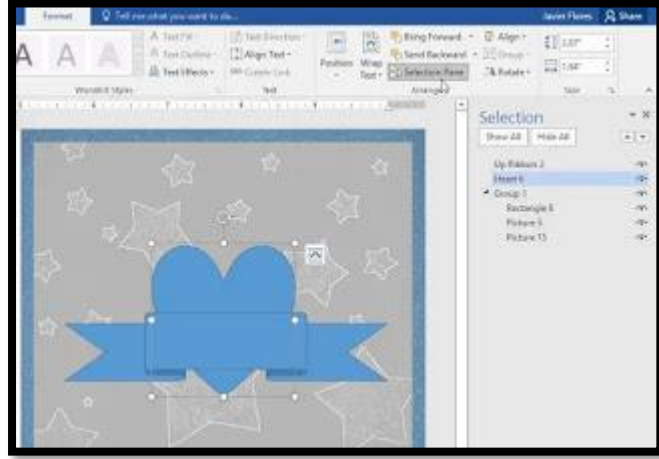 Format Tell me what you want to do... Javier Flores Share
Text Fill Text Direction Bring Forward Align
Text Outline Align Text Send Backward Group
Text Effects Create Link Position Wrap Text Selection Pane Rotate
WordArt Styles Text Arrange Size
Selection
Show All Hide All
Up Ribbon 2
Heart 6
Group 1
Rectangle 8
Picture 5
Picture 15